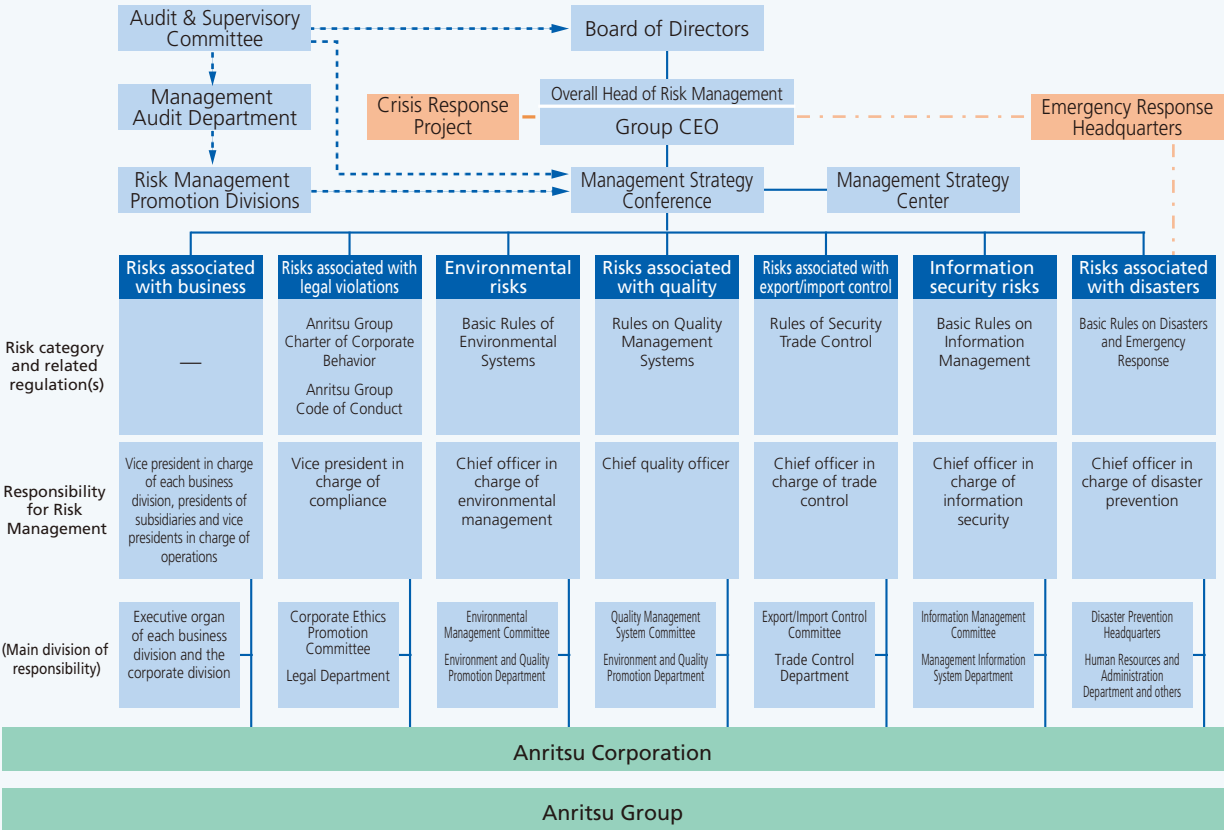 Audit & Supervisory
Committee
Board of Directors
Management
Audit Department
Crisis Response
Project
Overall Head of Risk Management
Group CEO
Emergency Response
Headquarters
Risk Management
Promotion Divisions
Management Strategy
Conference
Management Strategy
Center
Risks associated
with business
Risks associated with
legal violations
Environmental
risks
Risks associated
with quality
Risks associated with
export/import control
Information
security risks
Risks associated
with disasters
Risk category
and related
regulation(s)
—
Anritsu Group
Charter of Corporate
Behavior
Anritsu Group
Code of Conduct
Basic Rules of
Environmental
Systems
Rules on Quality
Management
Systems
Rules of Security
Trade Control
Basic Rules on
Information
Management
Basic Rules on Disasters
and Emergency
Response
Responsibility
for Risk
Management
Vice president in charge
of each business
division, presidents of
subsidiaries and vice
presidents in charge of
operations
Vice president in
charge of
compliance
Chief officer in
charge of
environmental
management
Chief quality officer
Chief officer in
charge of trade
control
Chief officer in
charge of
information
security
Chief officer in
charge of disaster
prevention
(Main division of
responsibility)
Executive organ
of each business
division and the
corporate division
Corporate Ethics
Promotion
Committee
Legal Department
Environmental
Management Committee
Environment and Quality
Promotion Department
Quality Management
System Committee
Environment and Quality
Promotion Department
Export/Import Control
Committee
Trade Control
Department
Information Management
Committee
Management Information
System Department
Disaster Prevention
Headquarters
Human Resources and
Administration
Department and others
Anritsu Corporation
Anritsu Group